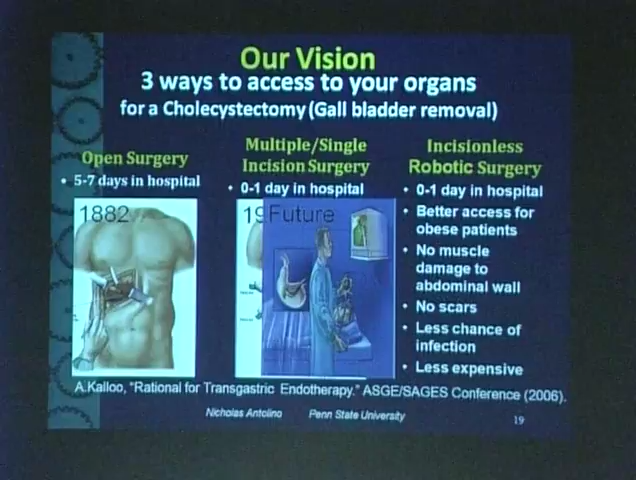 Our Vision
3 ways to access to your organs
for a Cholecystectomy (Gall bladder removal)
Open Surgery
• 5-7 days in hospital
1882
Multiple/Single
Incision Surgery
• 0-1 day in hospital
19
Future
Incisionless
Robotic Surgery
• 0-1 day in hospital
• Better access for
obese patients
• No muscle
damage to
abdominal wall
• No scars
• Less chance of
infection
• Less expensive
A.Kalloo, "Rational for Transgastric Endotherapy." ASGE/SAGES Conference (2006).
Nicholas Antolino Penn State University 19